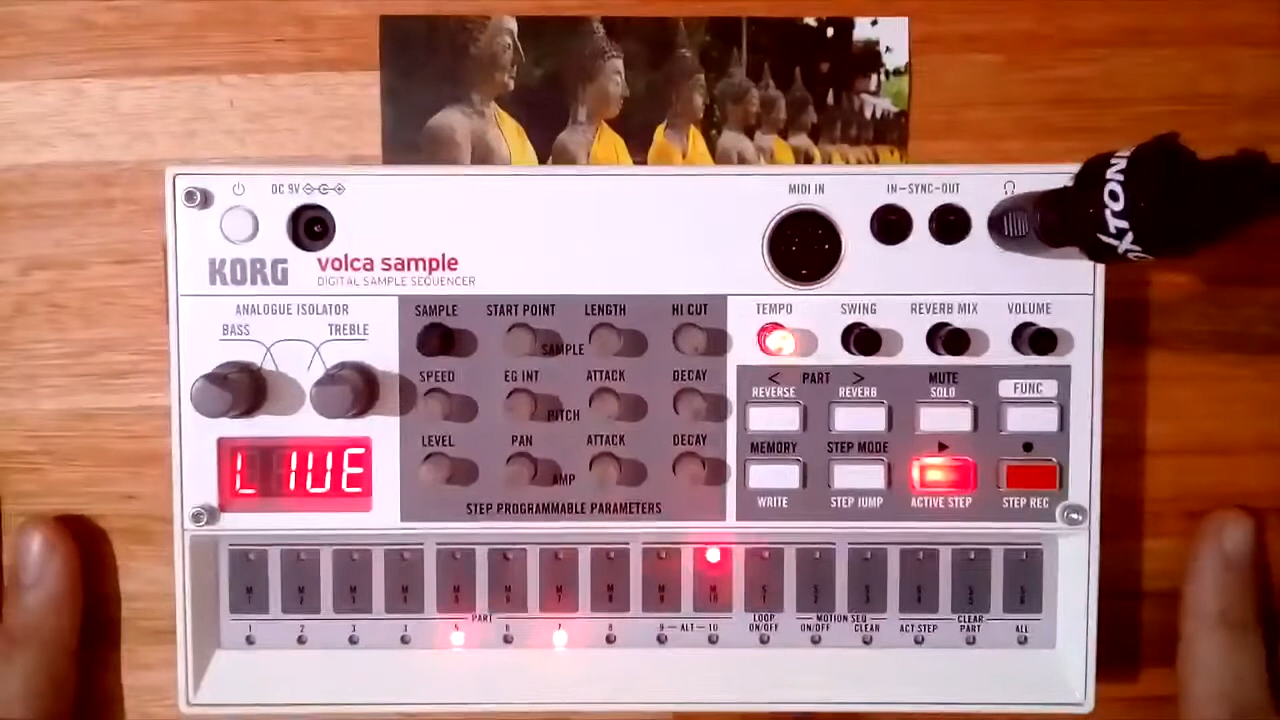 DC 9V
MIDI IN
IN-SYNC-OUT
KORG
volca sample
DIGITAL SAMPLE SEQUENCER
ANALOGUE ISOLATOR
BASS TREBLE
SAMPLE START POINT LENGTH HI CUT
SAMPLE
SPEED EG INT ATTACK DECAY
PITCH
LEVEL PAN ATTACK DECAY
AMP
STEP PROGRAMMABLE PARAMETERS
TEMPO SWING REVERB MIX VOLUME
< PART > MUTE
REVERSE REVERB SOLO FUNC
MEMORY STEP MODE
WRITE STEP JUMP ACTIVE STEP STEP REC
LIVE
PART
1 2 3 5 6 7 8 9 - ALT - 10
LOOP ON/OFF
MOTION SEQ
ON/OFF CLEAR
ACT STEP
CLEAR
PART
ALL